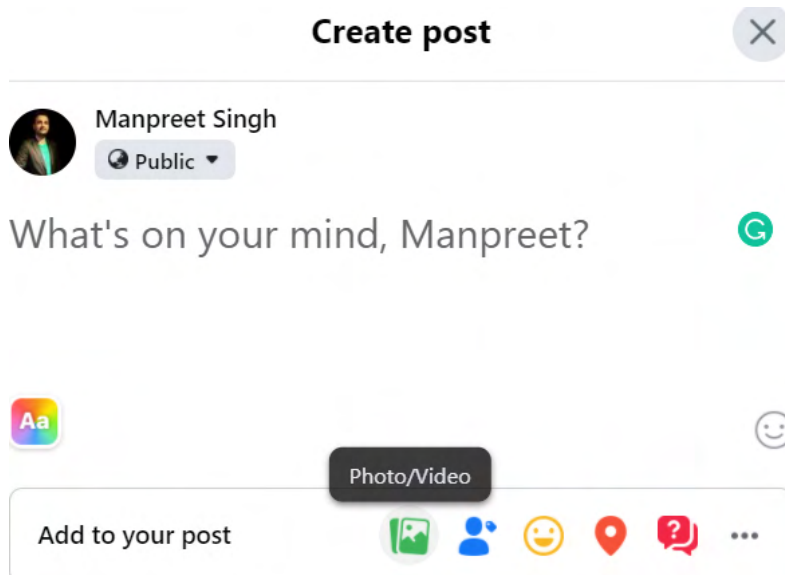 Create post
Manpreet Singh
Public
What's on your mind, Manpreet?
Aa
Photo/Video
Add to your post